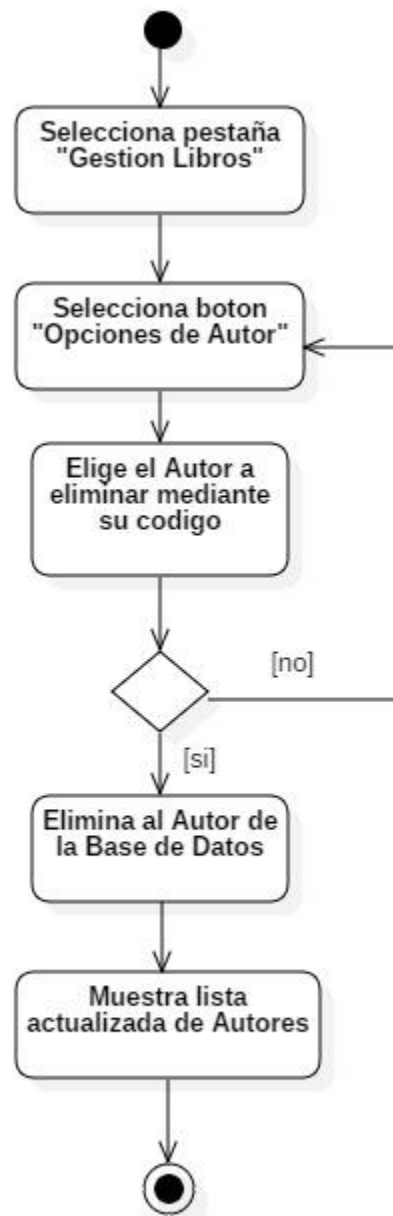 Selecciona pestaña
"Gestion Libros"
Selecciona boton
"Opciones de Autor"
Elige el Autor a
eliminar mediante
su codigo
[no]
[si]
Elimina al Autor de
la Base de Datos
Muestra lista
actualizada de Autores